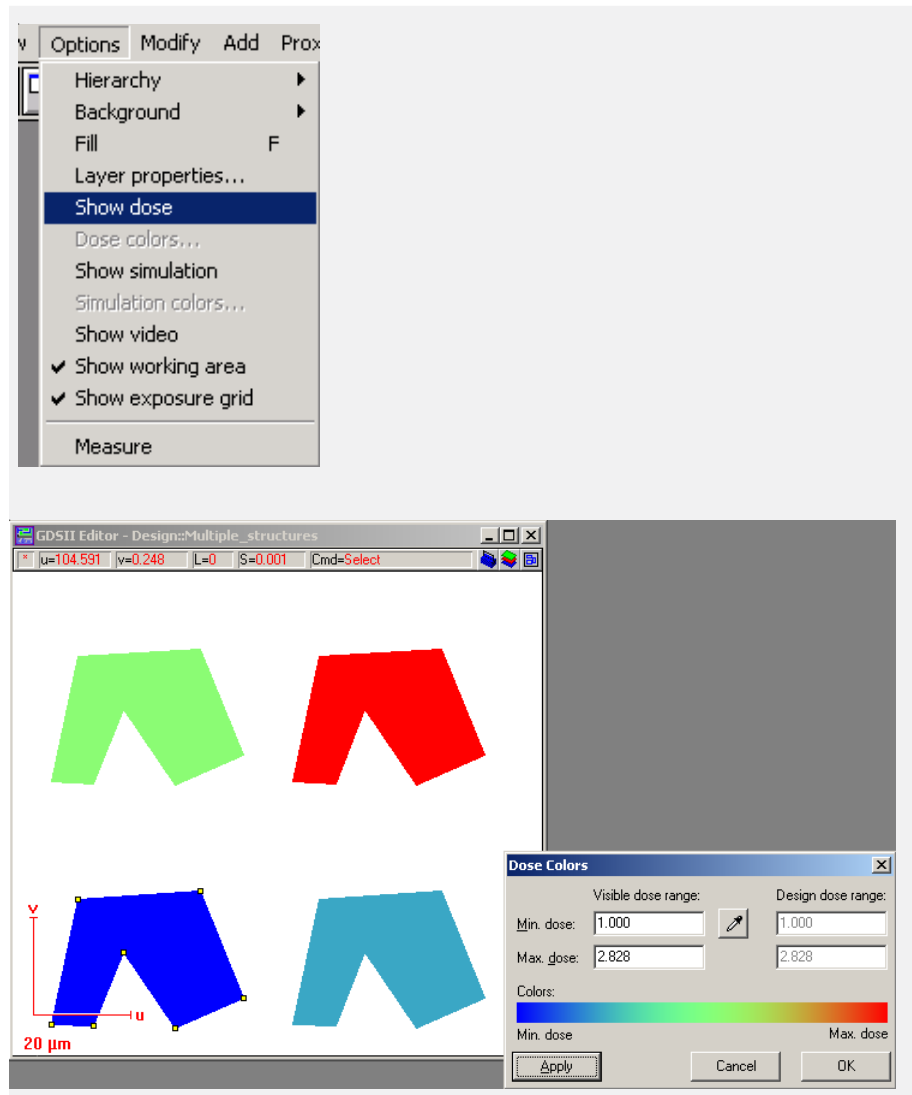 Options Modify Add Prox
Hierarchy
Background
Fill F
Layer properties...
Show dose
Dose colors...
Show simulation
Simulation colors...
Show video
Show working area
Show exposure grid
Measure
GDSII Editor - Design::Multiple_structures
* u=104.591 v=0.248 L=0 S=0.001 Cmd=Select
v
u
20 µm
Dose Colors
Visible dose range: Design dose range:
Min. dose: 1.000 1.000
Max. dose: 2.828 2.828
Colors:
Min. dose Max. dose
Apply Cancel OK